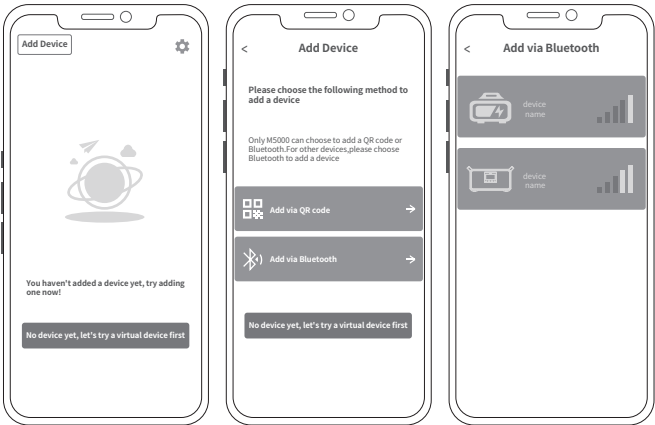 Add Device
You haven't added a device yet, try adding
one now!
No device yet, let's try a virtual device first
<
Add Device
Please choose the following method to
add a device
Only M5000 can choose to add a QR code or
Bluetooth.For other devices,please choose
Bluetooth to add a device
Add via QR code
Add via Bluetooth
No device yet, let's try a virtual device first
<
Add via Bluetooth
device
name
device
name